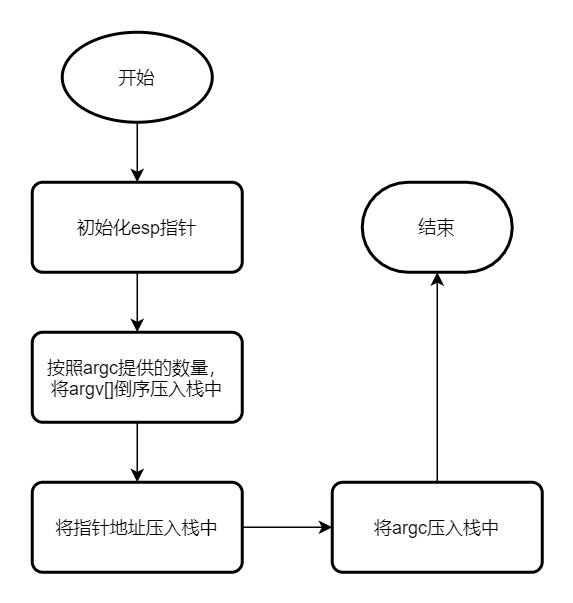 开始
初始化esp指针
按照argc提供的数量，
将argv[]倒序压入栈中
将指针地址压入栈中
将argc压入栈中
结束